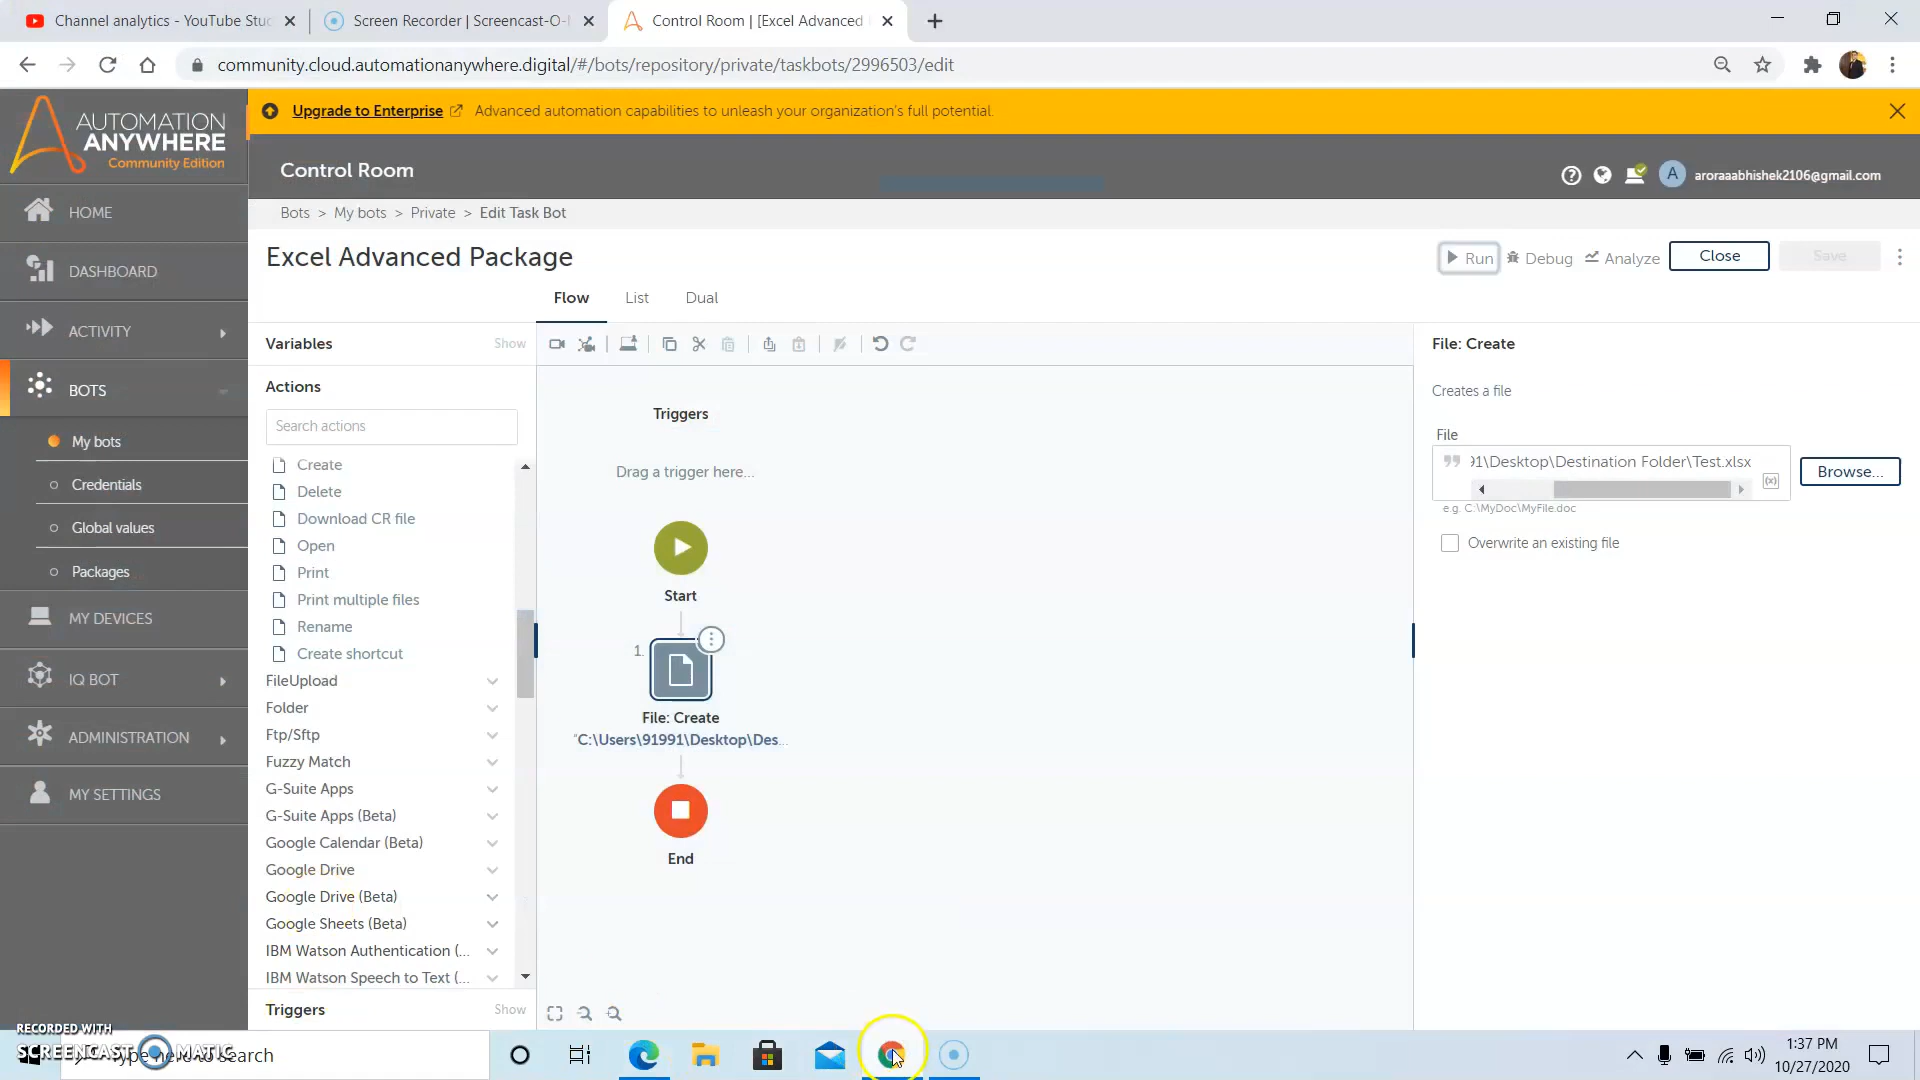 Channel analytics - YouTube Stu
Screen Recorder | Screencast-O-
Control Room | [Excel Advanced
community.cloud.automationanywhere.digital/#/bots/repository/private/taskbots/2996503/edit
AUTOMATION
ANYWHERE
Community Edition
Upgrade to Enterprise Advanced automation capabilities to unleash your organization's full potential.
Control Room
A aroraaabhishek2106@gmail.com
Bots > My bots > Private > Edit Task Bot
HOME
DASHBOARD
ACTIVITY
BOTS
My bots
Credentials
Global values
Packages
MY DEVICES
IQ BOT
ADMINISTRATION
MY SETTINGS
Excel Advanced Package
Run Debug Analyze Close Save
Flow List Dual
Variables Show
Actions
Search actions
Create
Delete
Download CR file
Open
Print
Print multiple files
Rename
Create shortcut
FileUpload
Folder
Ftp/Sftp
Fuzzy Match
G-Suite Apps
G-Suite Apps (Beta)
Google Calendar (Beta)
Google Drive
Google Drive (Beta)
Google Sheets (Beta)
IBM Watson Authentication (...
IBM Watson Speech to Text (...
Triggers Show
Triggers
Drag a trigger here...
Start
1.
File: Create
"C:\Users\91991\Desktop\Des...
End
File: Create
Creates a file
File
91\Desktop\Destination Folder\Test.xlsx
Browse...
e.g. C:\MyDoc\MyFile.doc
Overwrite an existing file
RECORDED WITH
SCREENCAST MATIC
Type here to search
1:37 PM
10/27/2020